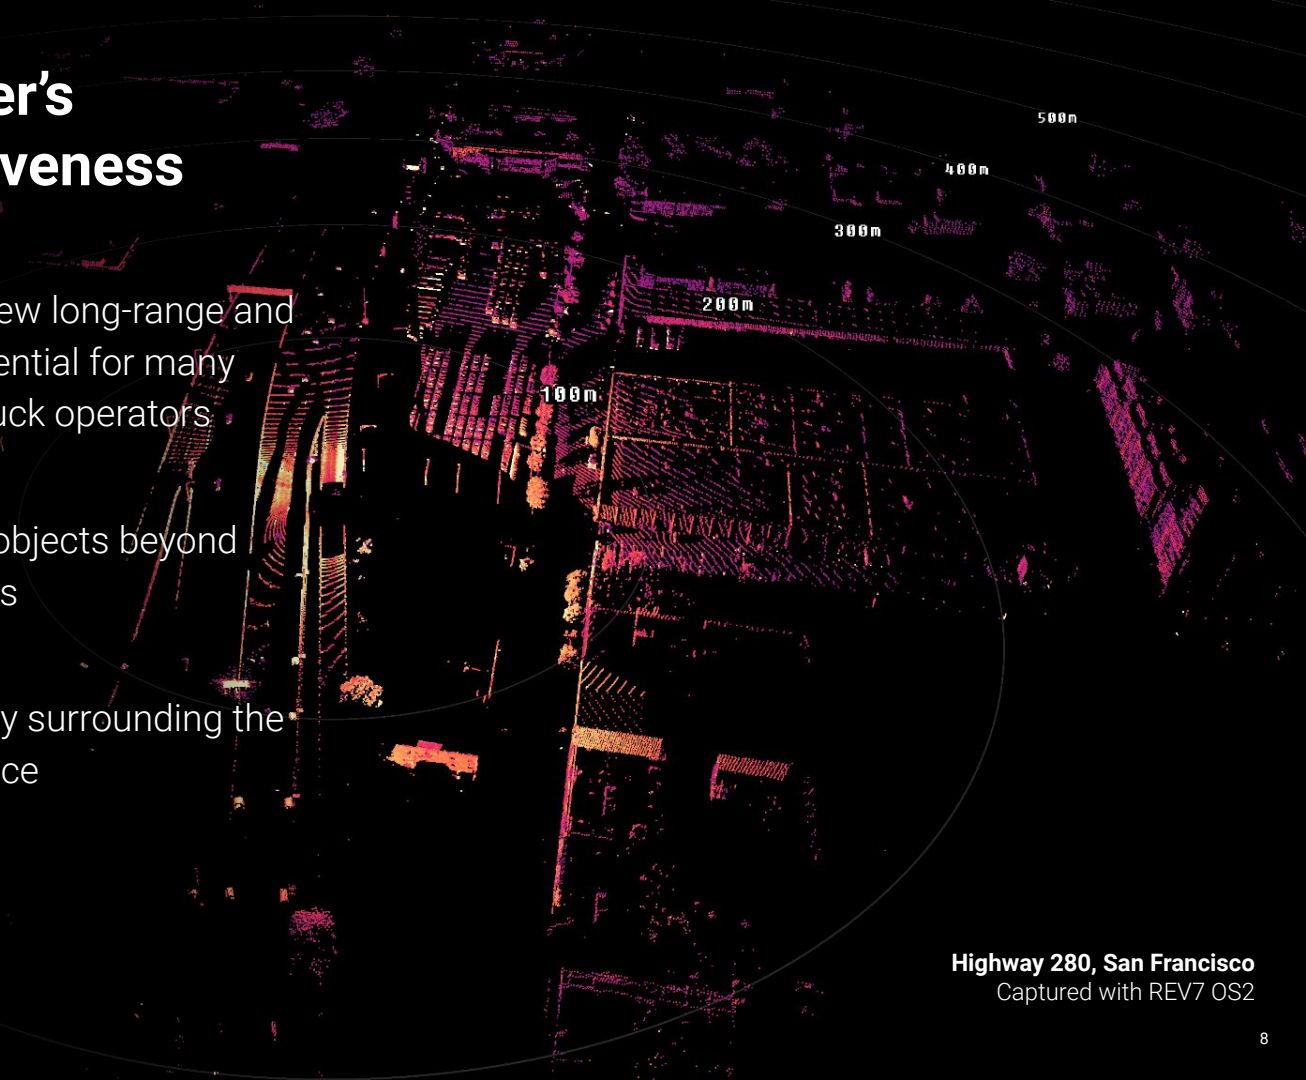 er's
veness
ew long-range and
ential for many
uck operators
objects beyond
s
y surrounding the
ce
500m
400m
300m
200m
100m
Highway 280, San Francisco
Captured with REV7 OS2
8